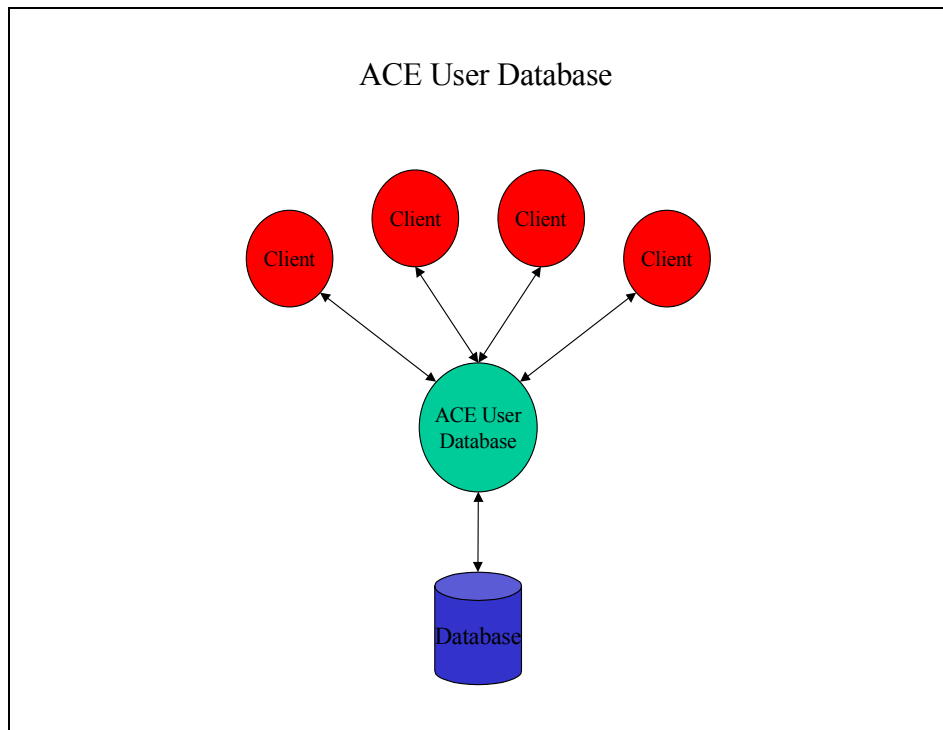 ACE User Database
Client
Client
Client
Client
ACE User
Database
Database